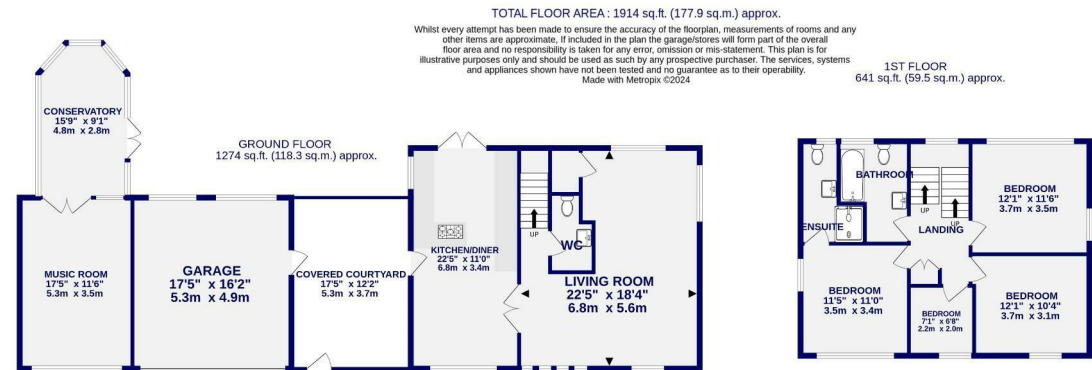 TOTAL FLOOR AREA : 1914 sq.ft. (177.9 sq.m.) approx.
Whilst every attempt has been made to ensure the accuracy of the floorplan, measurements of rooms and any
other items are approximate, If included in the plan the garage/stores will form part of the overall
floor area and no responsibility is taken for any error, omission or mis-statement. This plan is for
illustrative purposes only and should be used as such by any prospective purchaser. The services, systems
and appliances shown have not been tested and no guarantee as to their operability.
Made with Metropix ©2024
GROUND FLOOR
1274 sq.ft. (118.3 sq.m.) approx.
CONSERVATORY
15'9" x 9'1"
4.8m x 2.8m
MUSIC ROOM
17'5" x 11'6"
5.3m x 3.5m
GARAGE
17'5" x 16'2"
5.3m x 4.9m
COVERED COURTYARD
17'5" x 12'2"
5.3m x 3.7m
KITCHEN/DINER
22'5" x 11'0"
6.8m x 3.4m
UP
WC
LIVING ROOM
22'5" x 18'4"
6.8m x 5.6m
1ST FLOOR
641 sq.ft. (59.5 sq.m.) approx.
BATHROOM
ENSUITE
UP
UP
LANDING
BEDROOM
12'1" x 11'6"
3.7m x 3.5m
BEDROOM
11'5" x 11'0"
3.5m x 3.4m
BEDROOM
7'1" x 6'8"
2.2m x 2.0m
BEDROOM
12'1" x 10'4"
3.7m x 3.1m